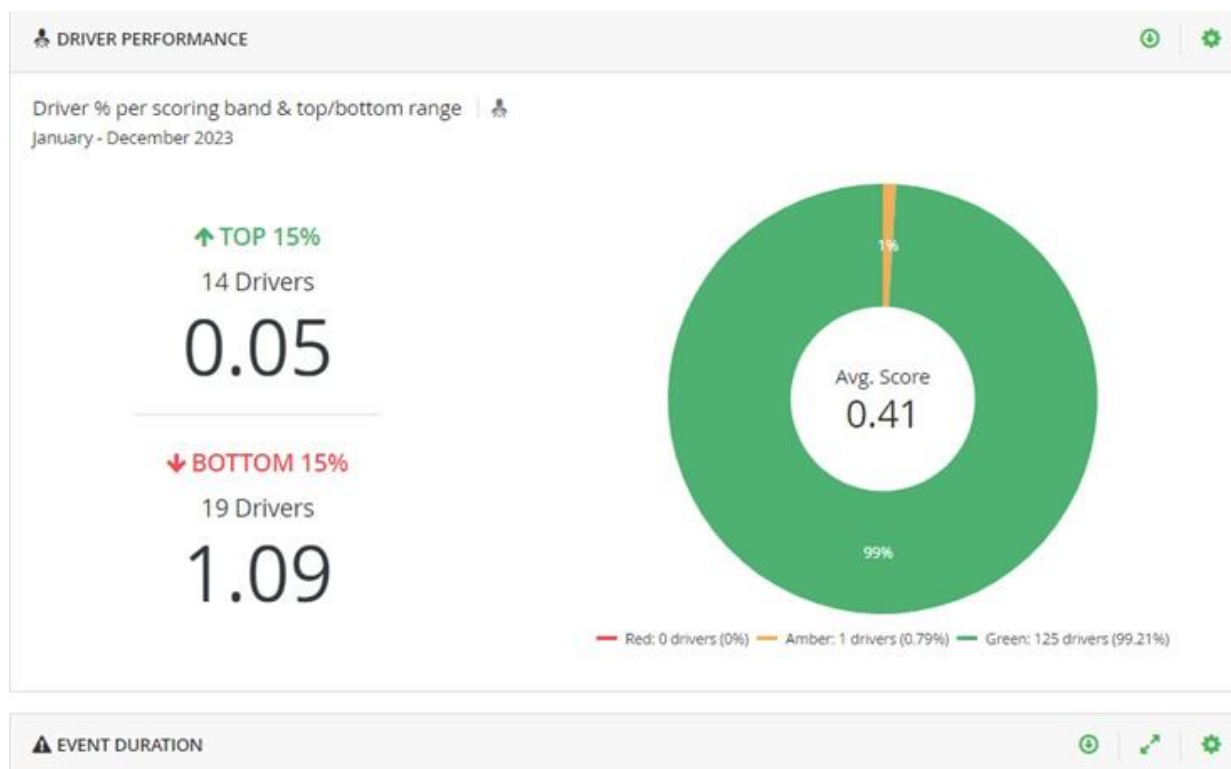 DRIVER PERFORMANCE
Driver % per scoring band & top/bottom range
January - December 2023
TOP 15%
14 Drivers
0.05
BOTTOM 15%
19 Drivers
1.09
1%
Avg. Score
0.41
99%
Red: 0 drivers (0%) Amber: 1 drivers (0.79%) Green: 125 drivers (99.21%)
EVENT DURATION